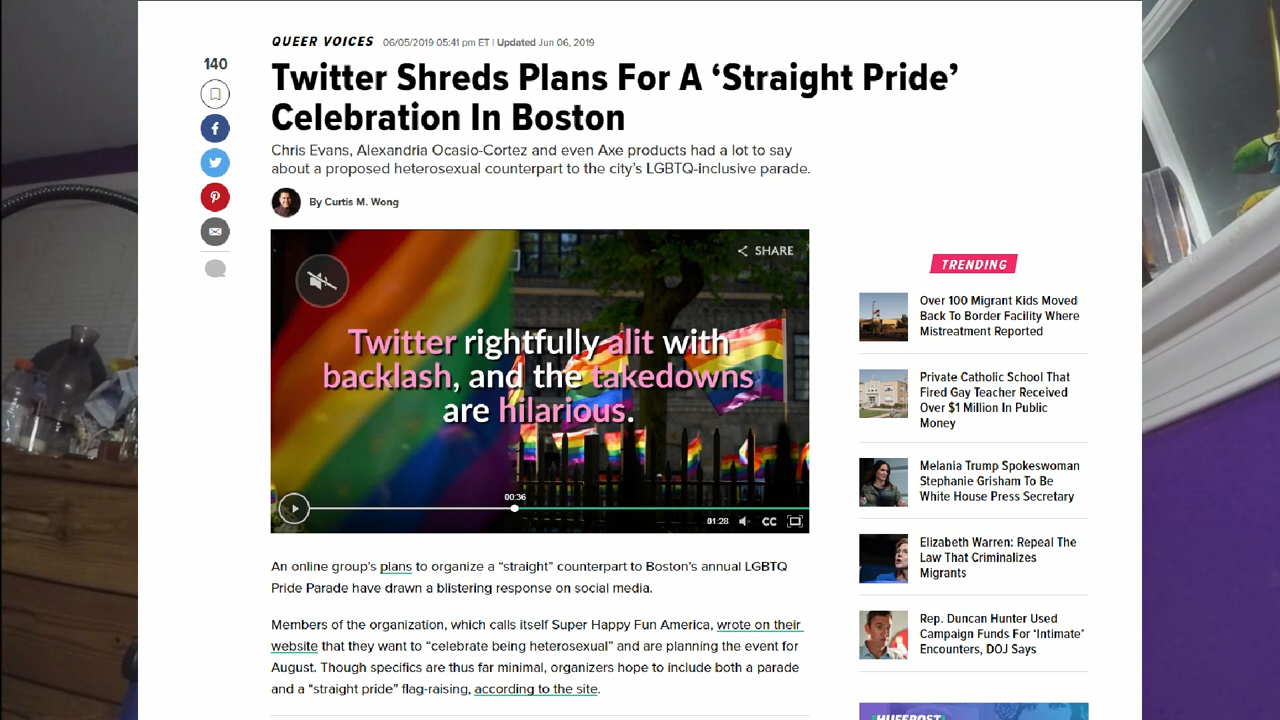 QUEER VOICES 06/05/2019 05:41 pm ET | Updated Jun 06, 2019
140
Twitter Shreds Plans For A ‘Straight Pride’
Celebration In Boston
Chris Evans, Alexandria Ocasio-Cortez and even Axe products had a lot to say
about a proposed heterosexual counterpart to the city’s LGBTQ-inclusive parade.
By Curtis M. Wong
SHARE
Twitter rightfully alit with
backlash, and the takedowns
are hilarious.
00:36
01:28
CC
An online group’s plans to organize a “straight” counterpart to Boston’s annual LGBTQ
Pride Parade have drawn a blistering response on social media.
Members of the organization, which calls itself Super Happy Fun America, wrote on their
website that they want to “celebrate being heterosexual” and are planning the event for
August. Though specifics are thus far minimal, organizers hope to include both a parade
and a “straight pride” flag-raising, according to the site.
TRENDING
Over 100 Migrant Kids Moved
Back To Border Facility Where
Mistreatment Reported
Private Catholic School That
Fired Gay Teacher Received
Over $1 Million In Public
Money
Melania Trump Spokeswoman
Stephanie Grisham To Be
White House Press Secretary
Elizabeth Warren: Repeal The
Law That Criminalizes
Migrants
Rep. Duncan Hunter Used
Campaign Funds For ‘Intimate’
Encounters, DOJ Says
HUFFPOST